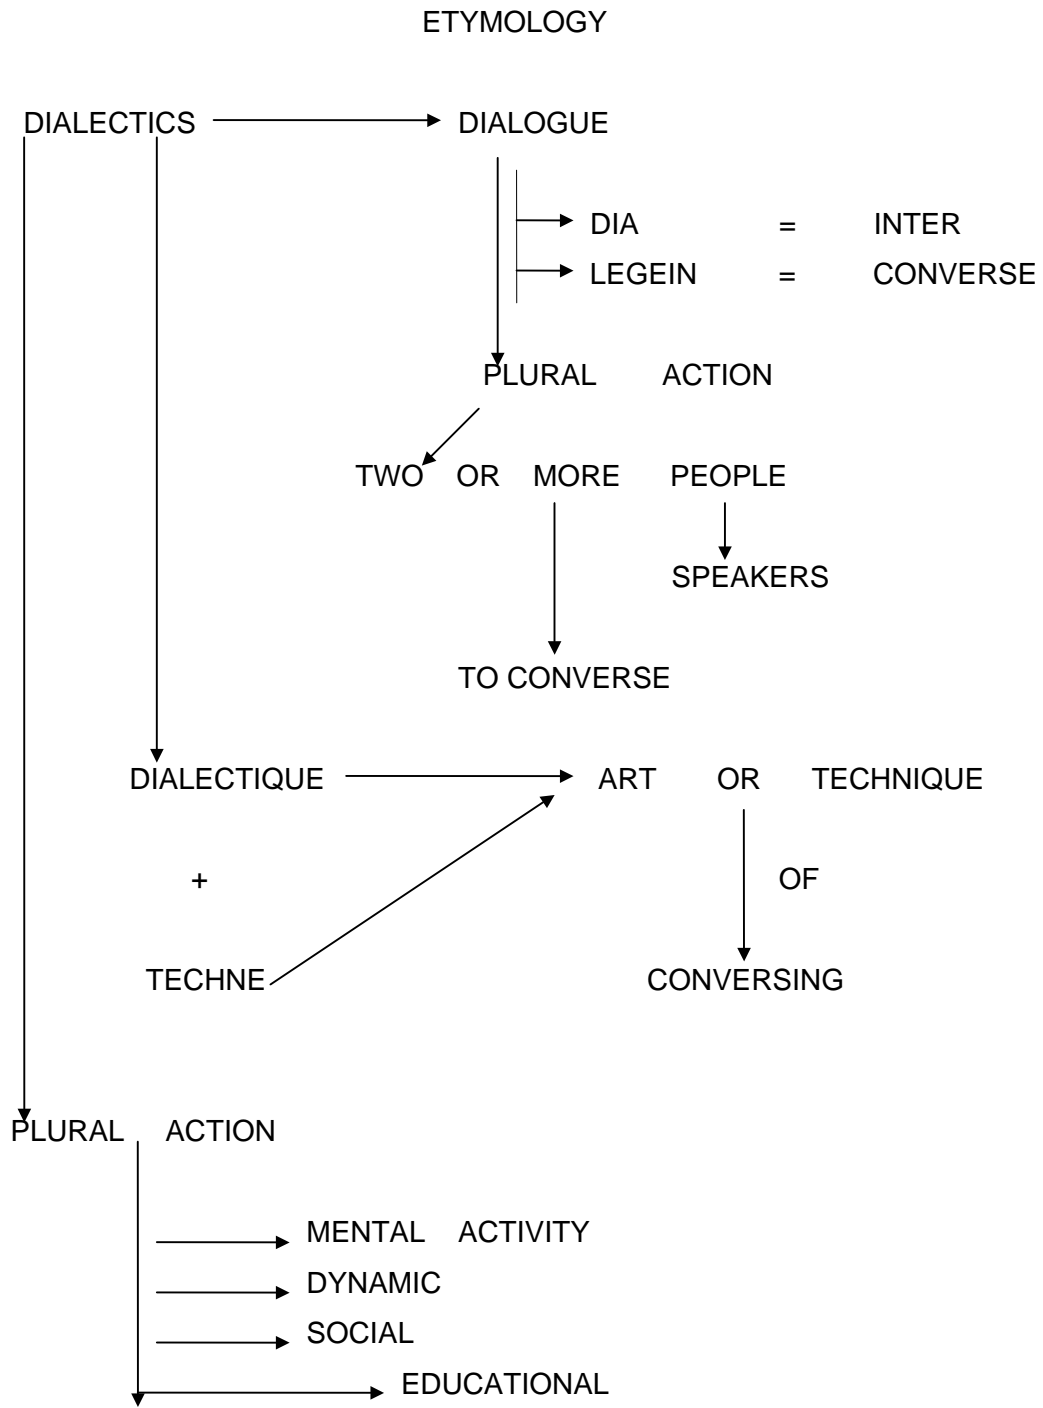 ETYMOLOGY
DIALECTICS DIALOGUE
DIA = INTER
LEGEIN = CONVERSE
PLURAL ACTION
TWO OR MORE PEOPLE
SPEAKERS
TO CONVERSE
DIALECTIQUE ART OR TECHNIQUE
+ OF
TECHNE CONVERSING
PLURAL ACTION
MENTAL ACTIVITY
DYNAMIC
SOCIAL
EDUCATIONAL